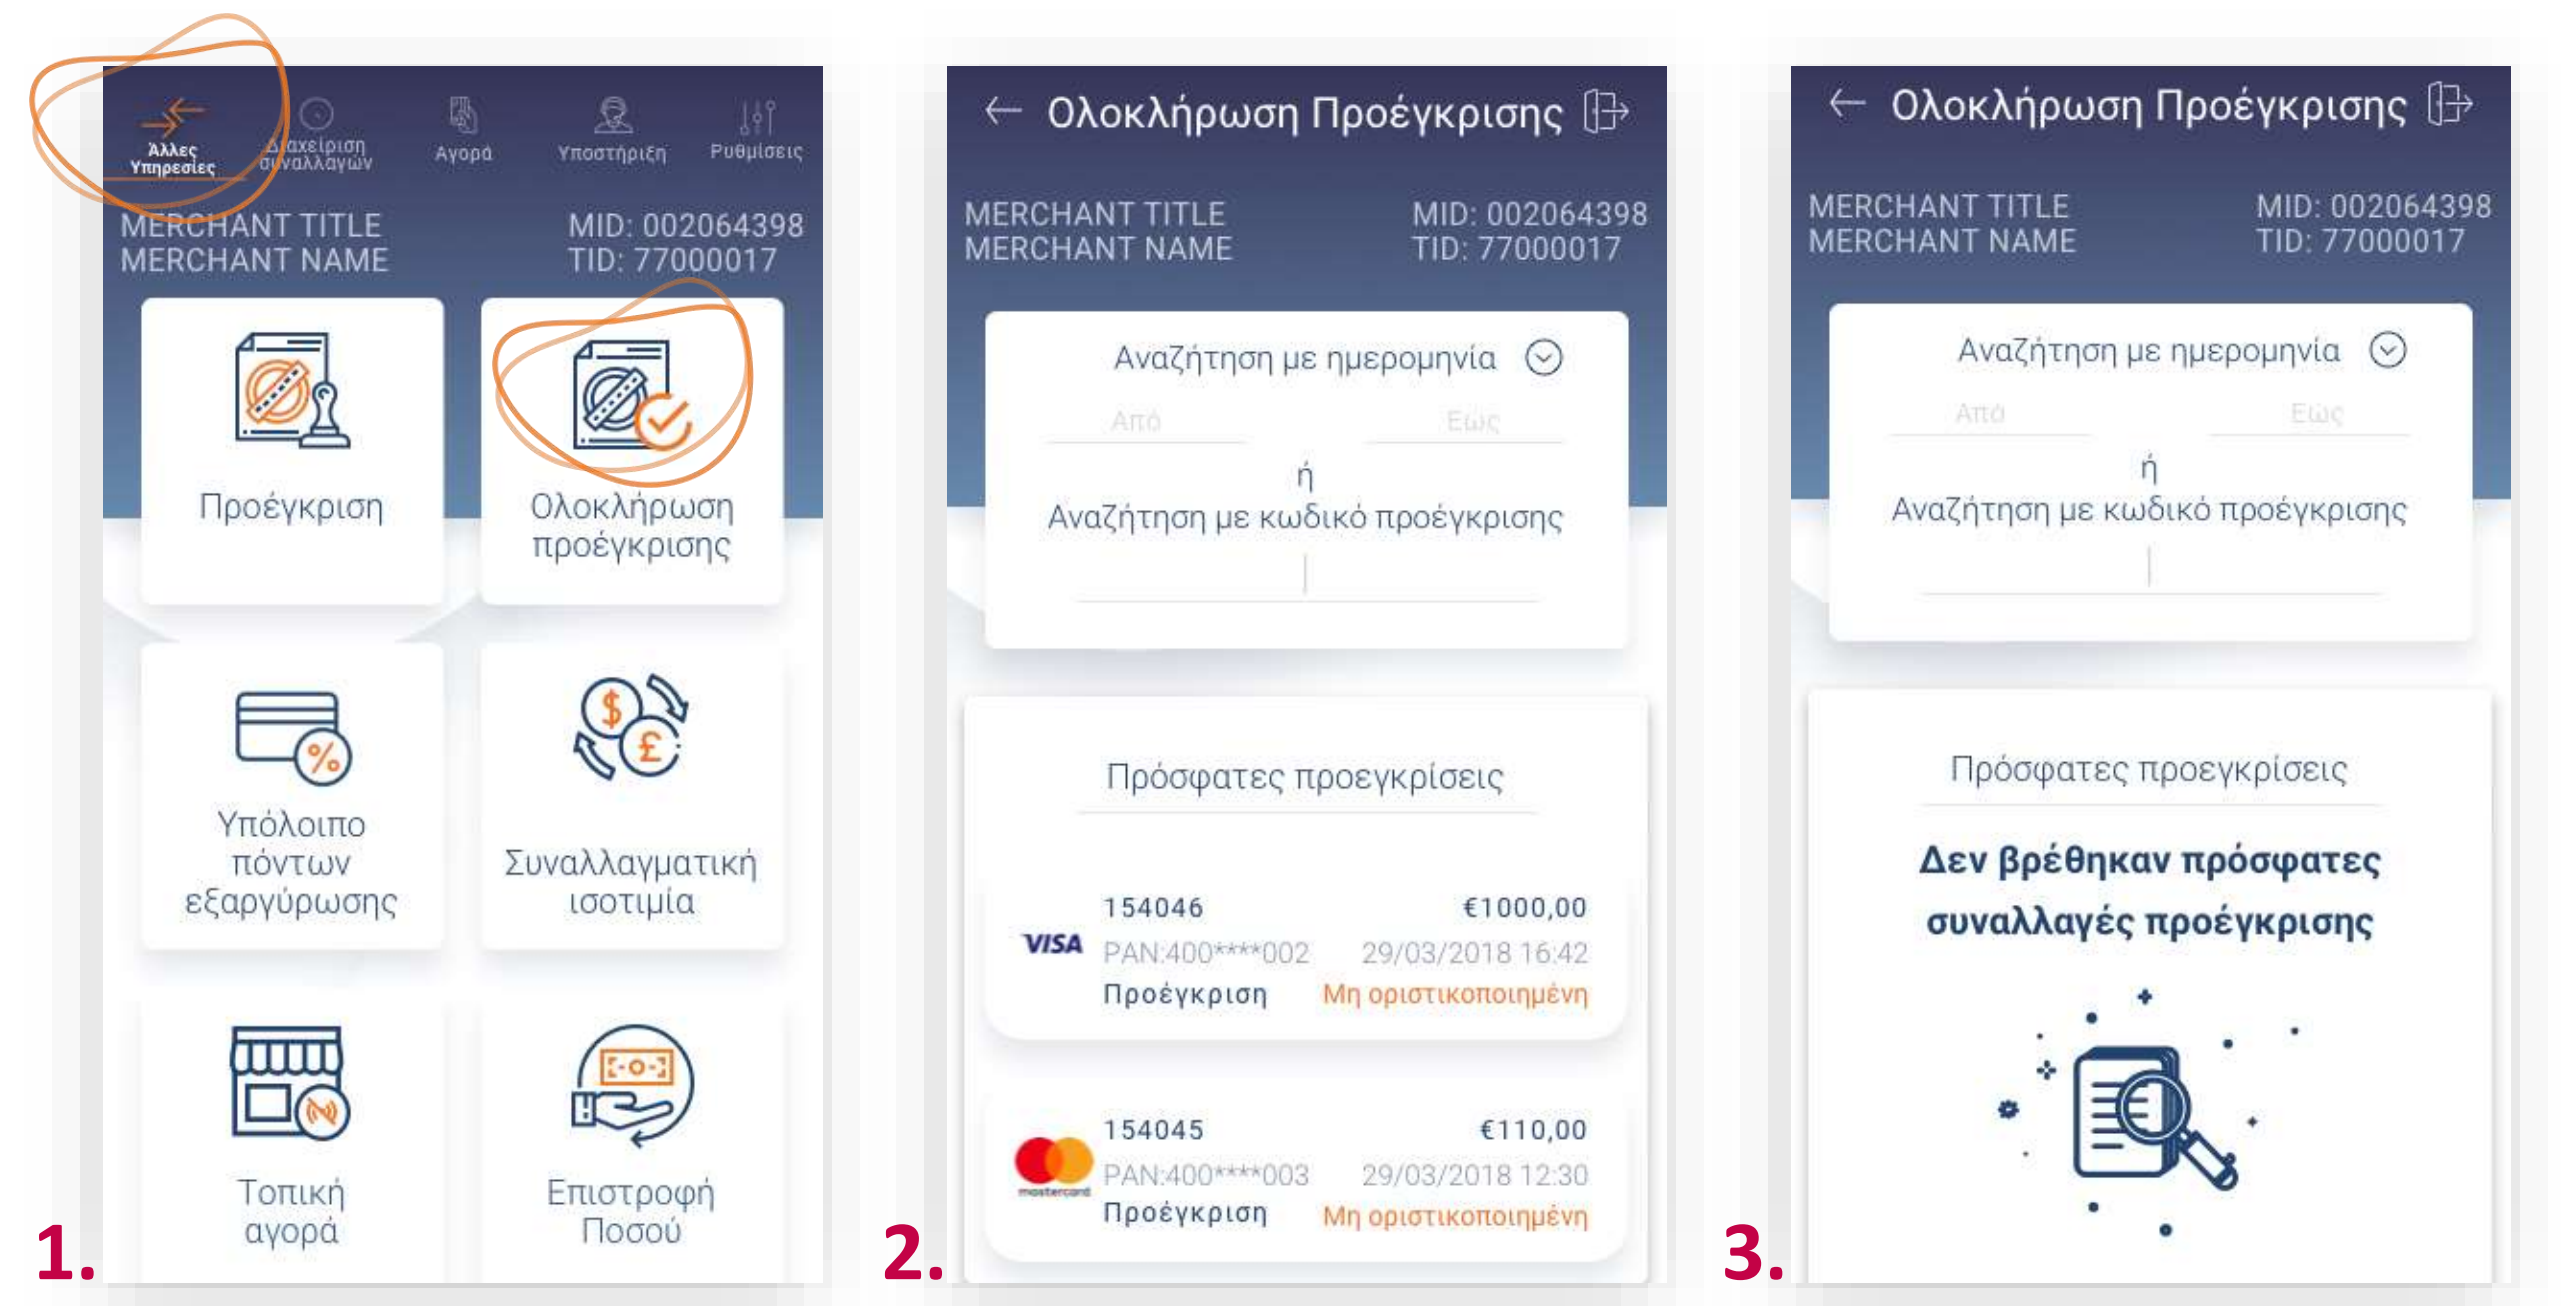 Άλλες
Υπηρεσίες
Διαχείριση
συναλλαγών
Αγορά
Υποστήριξη
Ρυθμίσεις
MERCHANT TITLE
MID: 002064398
MERCHANT NAME
TID: 77000017
Προέγκριση
Ολοκλήρωση
προέγκρισης
Υπόλοιπο
πόντων
εξαργύρωσης
Συναλλαγματική
ισοτιμία
Τοπική
αγορά
Επιστροφή
Ποσού
1.
Ολοκλήρωση Προέγκρισης
MERCHANT TITLE
MID: 002064398
MERCHANT NAME
TID: 77000017
Αναζήτηση με ημερομηνία
Από
Εώς
ή
Αναζήτηση με κωδικό προέγκρισης
Πρόσφατες προεγκρίσεις
154046
€1000,00
VISA
PAN:400****002
29/03/2018 16:42
Προέγκριση
Μη οριστικοποιημένη
154045
€110,00
mastercard
PAN:400****003
29/03/2018 12:30
Προέγκριση
Μη οριστικοποιημένη
2.
Ολοκλήρωση Προέγκρισης
MERCHANT TITLE
MID: 002064398
MERCHANT NAME
TID: 77000017
Αναζήτηση με ημερομηνία
Από
Εώς
ή
Αναζήτηση με κωδικό προέγκρισης
Πρόσφατες προεγκρίσεις
Δεν βρέθηκαν πρόσφατες
συναλλαγές προέγκρισης
3.